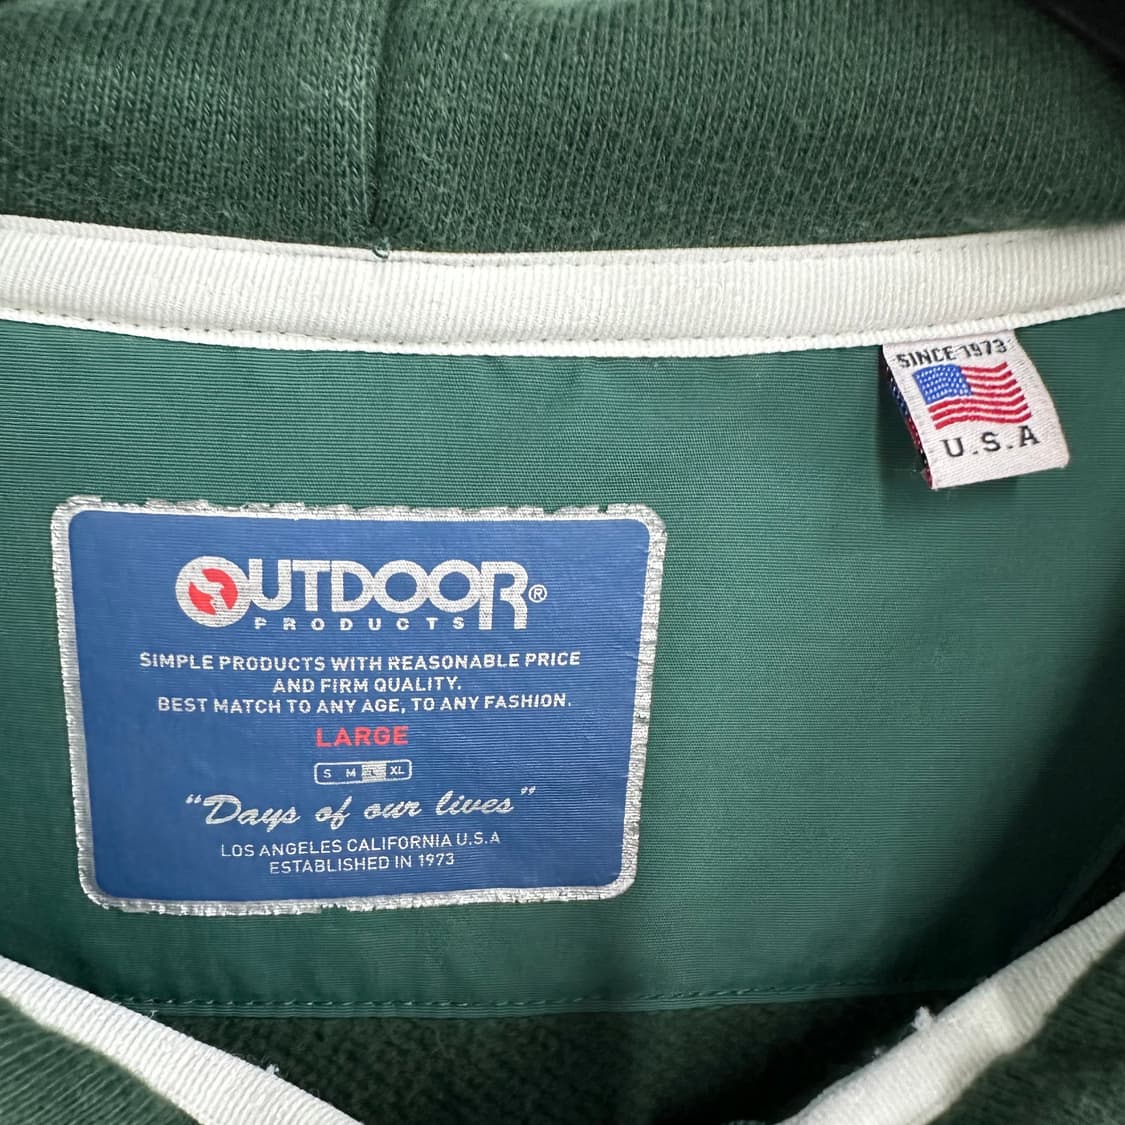 SINCE 1973
U.S.A
OUTDOOR®
PRODUCTS
SIMPLE PRODUCTS WITH REASONABLE PRICE
AND FIRM QUALITY.
BEST MATCH TO ANY AGE, TO ANY FASHION.
LARGE
S M L XL
"Days of our lives"
LOS ANGELES CALIFORNIA U.S.A
ESTABLISHED IN 1973